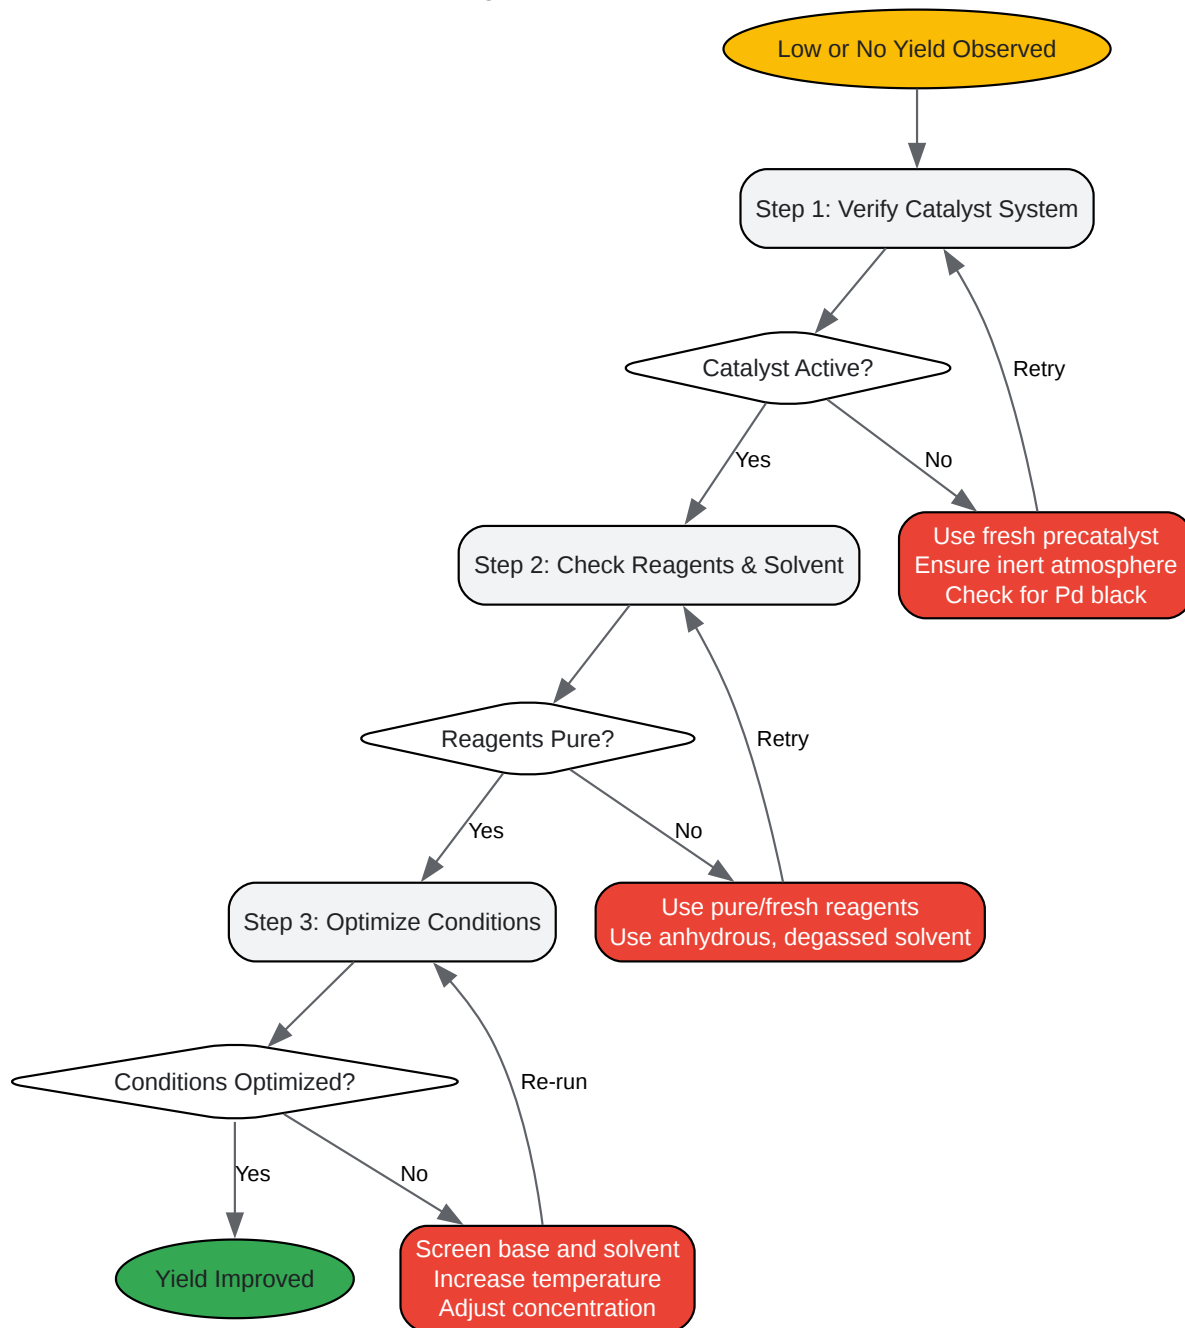 Low or No Yield Observed
Step 1: Verify Catalyst System
Catalyst Active?
Retry
Yes
No
Use fresh precatalyst
Ensure inert atmosphere
Check for Pd black
Step 2: Check Reagents & Solvent
Reagents Pure?
Retry
Yes
No
Use pure/fresh reagents
Use anhydrous, degassed solvent
Step 3: Optimize Conditions
Conditions Optimized?
Re-run
Yes
No
Screen base and solvent
Increase temperature
Adjust concentration
Yield Improved